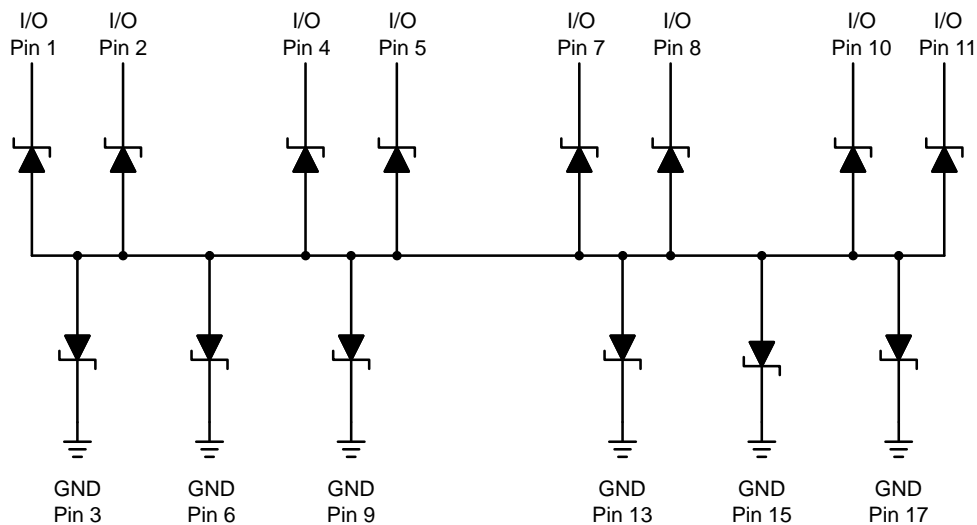 I/O I/O I/O I/O I/O I/O I/O I/O
Pin 1 Pin 2 Pin 4 Pin 5 Pin 7 Pin 8 Pin 10 Pin 11
GND GND GND GND GND GND
Pin 3 Pin 6 Pin 9 Pin 13 Pin 15 Pin 17